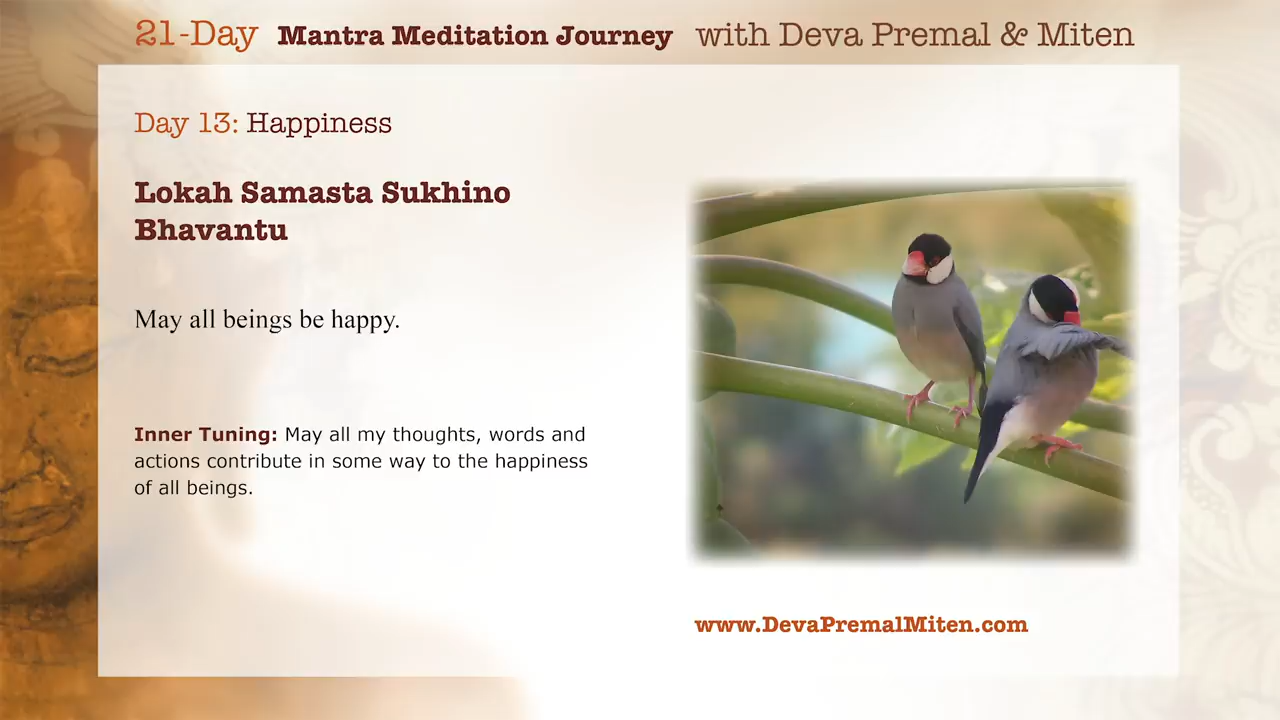 21-Day Mantra Meditation Journey with Deva Premal & Miten
Day 13: Happiness
Lokah Samasta Sukhino
Bhavantu
May all beings be happy.
Inner Tuning: May all my thoughts, words and
actions contribute in some way to the happiness
of all beings.
www.DevaPremalMiten.com